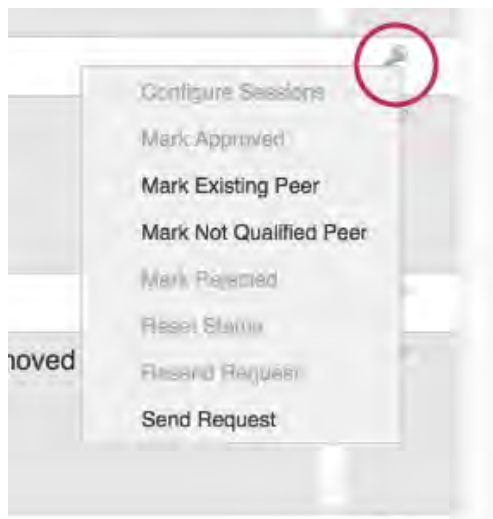 Configure Sessions
Mark Approved
Mark Existing Peer
Mark Not Qualified Peer
Mark Rejected
Reset Status
noved
Resend Request
Send Request